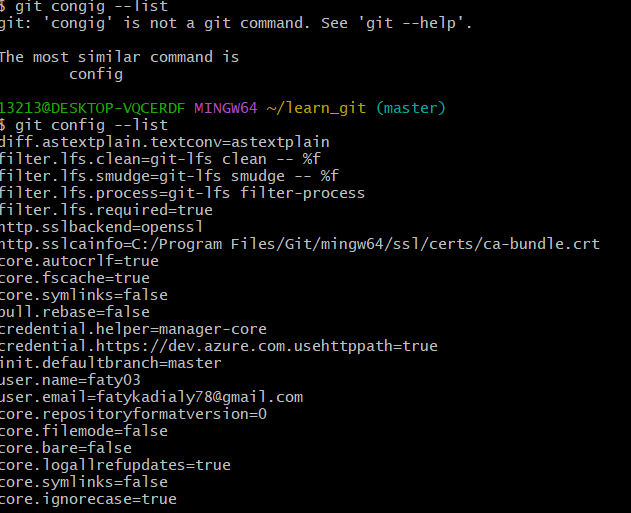 $ git congig --list
git: 'congig' is not a git command. See 'git --help'.
The most similar command is
config
13213@DESKTOP-VQCERDF MINGW64 ~/learn_git (master)
$ git config --list
diff.astextplain.textconv=astextplain
filter.lfs.clean=git-lfs clean -- %f
filter.lfs.smudge=git-lfs smudge -- %f
filter.lfs.process=git-lfs filter-process
filter.lfs.required=true
http.sslbackend=openssl
http.sslcainfo=C:/Program Files/Git/mingw64/ssl/certs/ca-bundle.crt
core.autocrlf=true
core.fscache=true
core.symlinks=false
pull.rebase=false
credential.helper=manager-core
credential.https://dev.azure.com.usehttppath=true
init.defaultbranch=master
user.name=faty03
user.email=fatykadialy78@gmail.com
core.repositoryformatversion=0
core.filemode=false
core.bare=false
core.logallrefupdates=true
core.symlinks=false
core.ignorecase=true